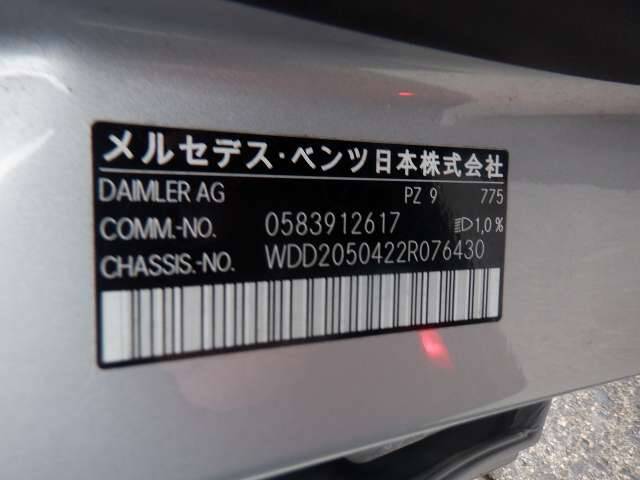 メルセデス・ベンツ日本株式会社
DAIMLER AG PZ 9 775
COMM.-NO. 0583912617 1,0 %
CHASSIS.-NO. WDD2050422R076430